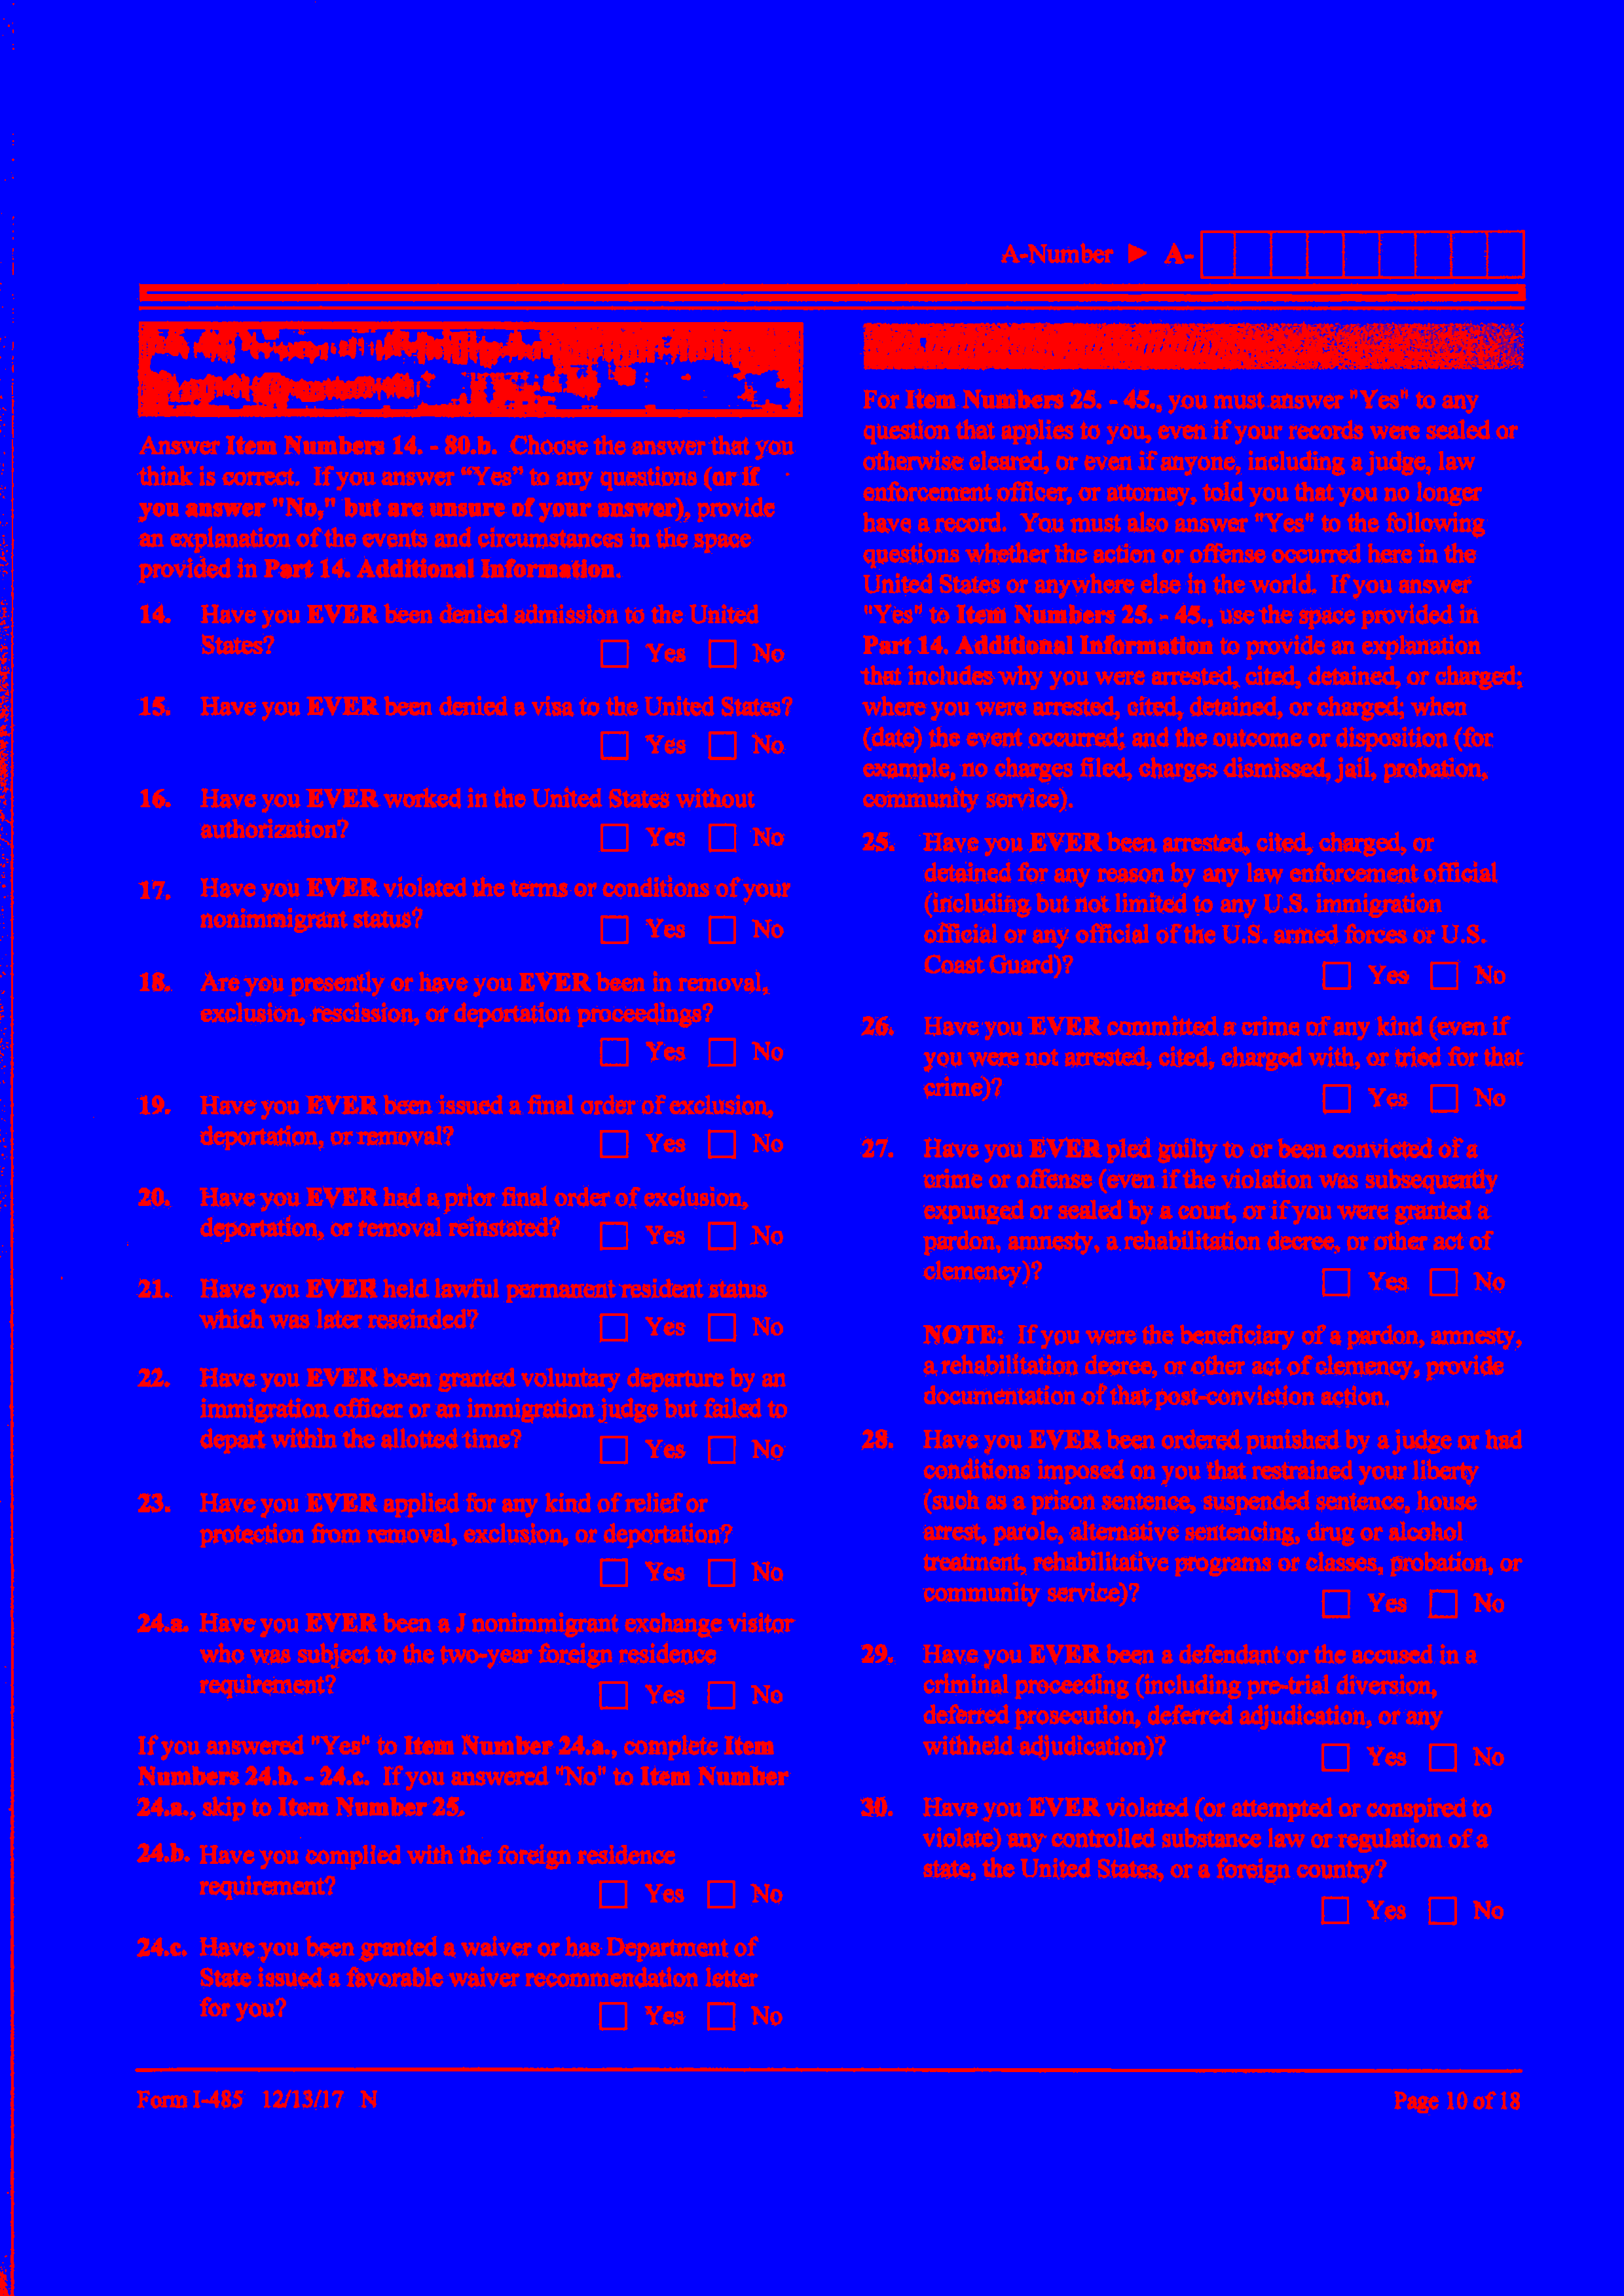 A-Number ► A-
Answer Item Numbers 14. - 80.b. Choose the answer that you
think is correct. If you answer “Yes” to any questions (or if
you answer "No," but are unsure of your answer), provide
an explanation of the events and circumstances in the space
provided in Part 14. Additional Information.
14. Have you EVER been denied admission to the United
States? Yes No
15. Have you EVER been denied a visa to the United States?
Yes No
16. Have you EVER worked in the United States without
authorization? Yes No
17. Have you EVER violated the terms or conditions of your
nonimmigrant status? Yes No
18. Are you presently or have you EVER been in removal,
exclusion, rescission, or deportation proceedings?
Yes No
19. Have you EVER been issued a final order of exclusion,
deportation, or removal? Yes No
20. Have you EVER had a prior final order of exclusion,
deportation, or removal reinstated? Yes No
21. Have you EVER held lawful permanent resident status
which was later rescinded? Yes No
22. Have you EVER been granted voluntary departure by an
immigration officer or an immigration judge but failed to
depart within the allotted time? Yes No
23. Have you EVER applied for any kind of relief or
protection from removal, exclusion, or deportation?
Yes No
24.a. Have you EVER been a J nonimmigrant exchange visitor
who was subject to the two-year foreign residence
requirement? Yes No
If you answered "Yes" to Item Number 24.a., complete Item
Numbers 24.b. - 24.c. If you answered "No" to Item Number
24.a., skip to Item Number 25.
24.b. Have you complied with the foreign residence
requirement? Yes No
24.c. Have you been granted a waiver or has Department of
State issued a favorable waiver recommendation letter
for you? Yes No
For Item Numbers 25. - 45., you must answer "Yes" to any
question that applies to you, even if your records were sealed or
otherwise cleared, or even if anyone, including a judge, law
enforcement officer, or attorney, told you that you no longer
have a record. You must also answer "Yes" to the following
questions whether the action or offense occurred here in the
United States or anywhere else in the world. If you answer
"Yes" to Item Numbers 25. - 45., use the space provided in
Part 14. Additional Information to provide an explanation
that includes why you were arrested, cited, detained, or charged;
where you were arrested, cited, detained, or charged; when
(date) the event occurred; and the outcome or disposition (for
example, no charges filed, charges dismissed, jail, probation,
community service).
25. Have you EVER been arrested, cited, charged, or
detained for any reason by any law enforcement official
(including but not limited to any U.S. immigration
official or any official of the U.S. armed forces or U.S.
Coast Guard)? Yes No
26. Have you EVER committed a crime of any kind (even if
you were not arrested, cited, charged with, or tried for that
crime)? Yes No
27. Have you EVER pled guilty to or been convicted of a
crime or offense (even if the violation was subsequently
expunged or sealed by a court, or if you were granted a
pardon, amnesty, a rehabilitation decree, or other act of
clemency)? Yes No
NOTE: If you were the beneficiary of a pardon, amnesty,
a rehabilitation decree, or other act of clemency, provide
documentation of that post-conviction action.
28. Have you EVER been ordered punished by a judge or had
conditions imposed on you that restrained your liberty
(such as a prison sentence, suspended sentence, house
arrest, parole, alternative sentencing, drug or alcohol
treatment, rehabilitative programs or classes, probation, or
community service)? Yes No
29. Have you EVER been a defendant or the accused in a
criminal proceeding (including pre-trial diversion,
deferred prosecution, deferred adjudication, or any
withheld adjudication)? Yes No
30. Have you EVER violated (or attempted or conspired to
violate) any controlled substance law or regulation of a
state, the United States, or a foreign country?
Yes No
Form I-485 12/13/17 N
Page 10 of 18